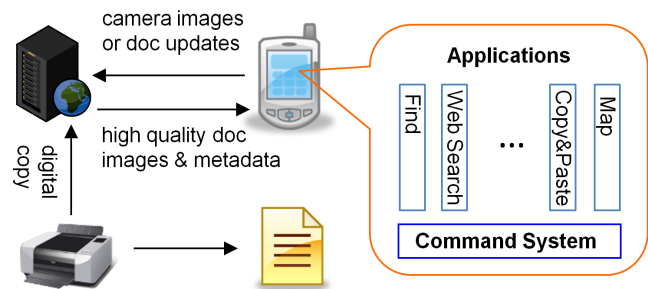 camera images
or doc updates
high quality doc
images & metadata
digital
copy
Applications
Find
Web Search
...
Copy&Paste
Map
Command System